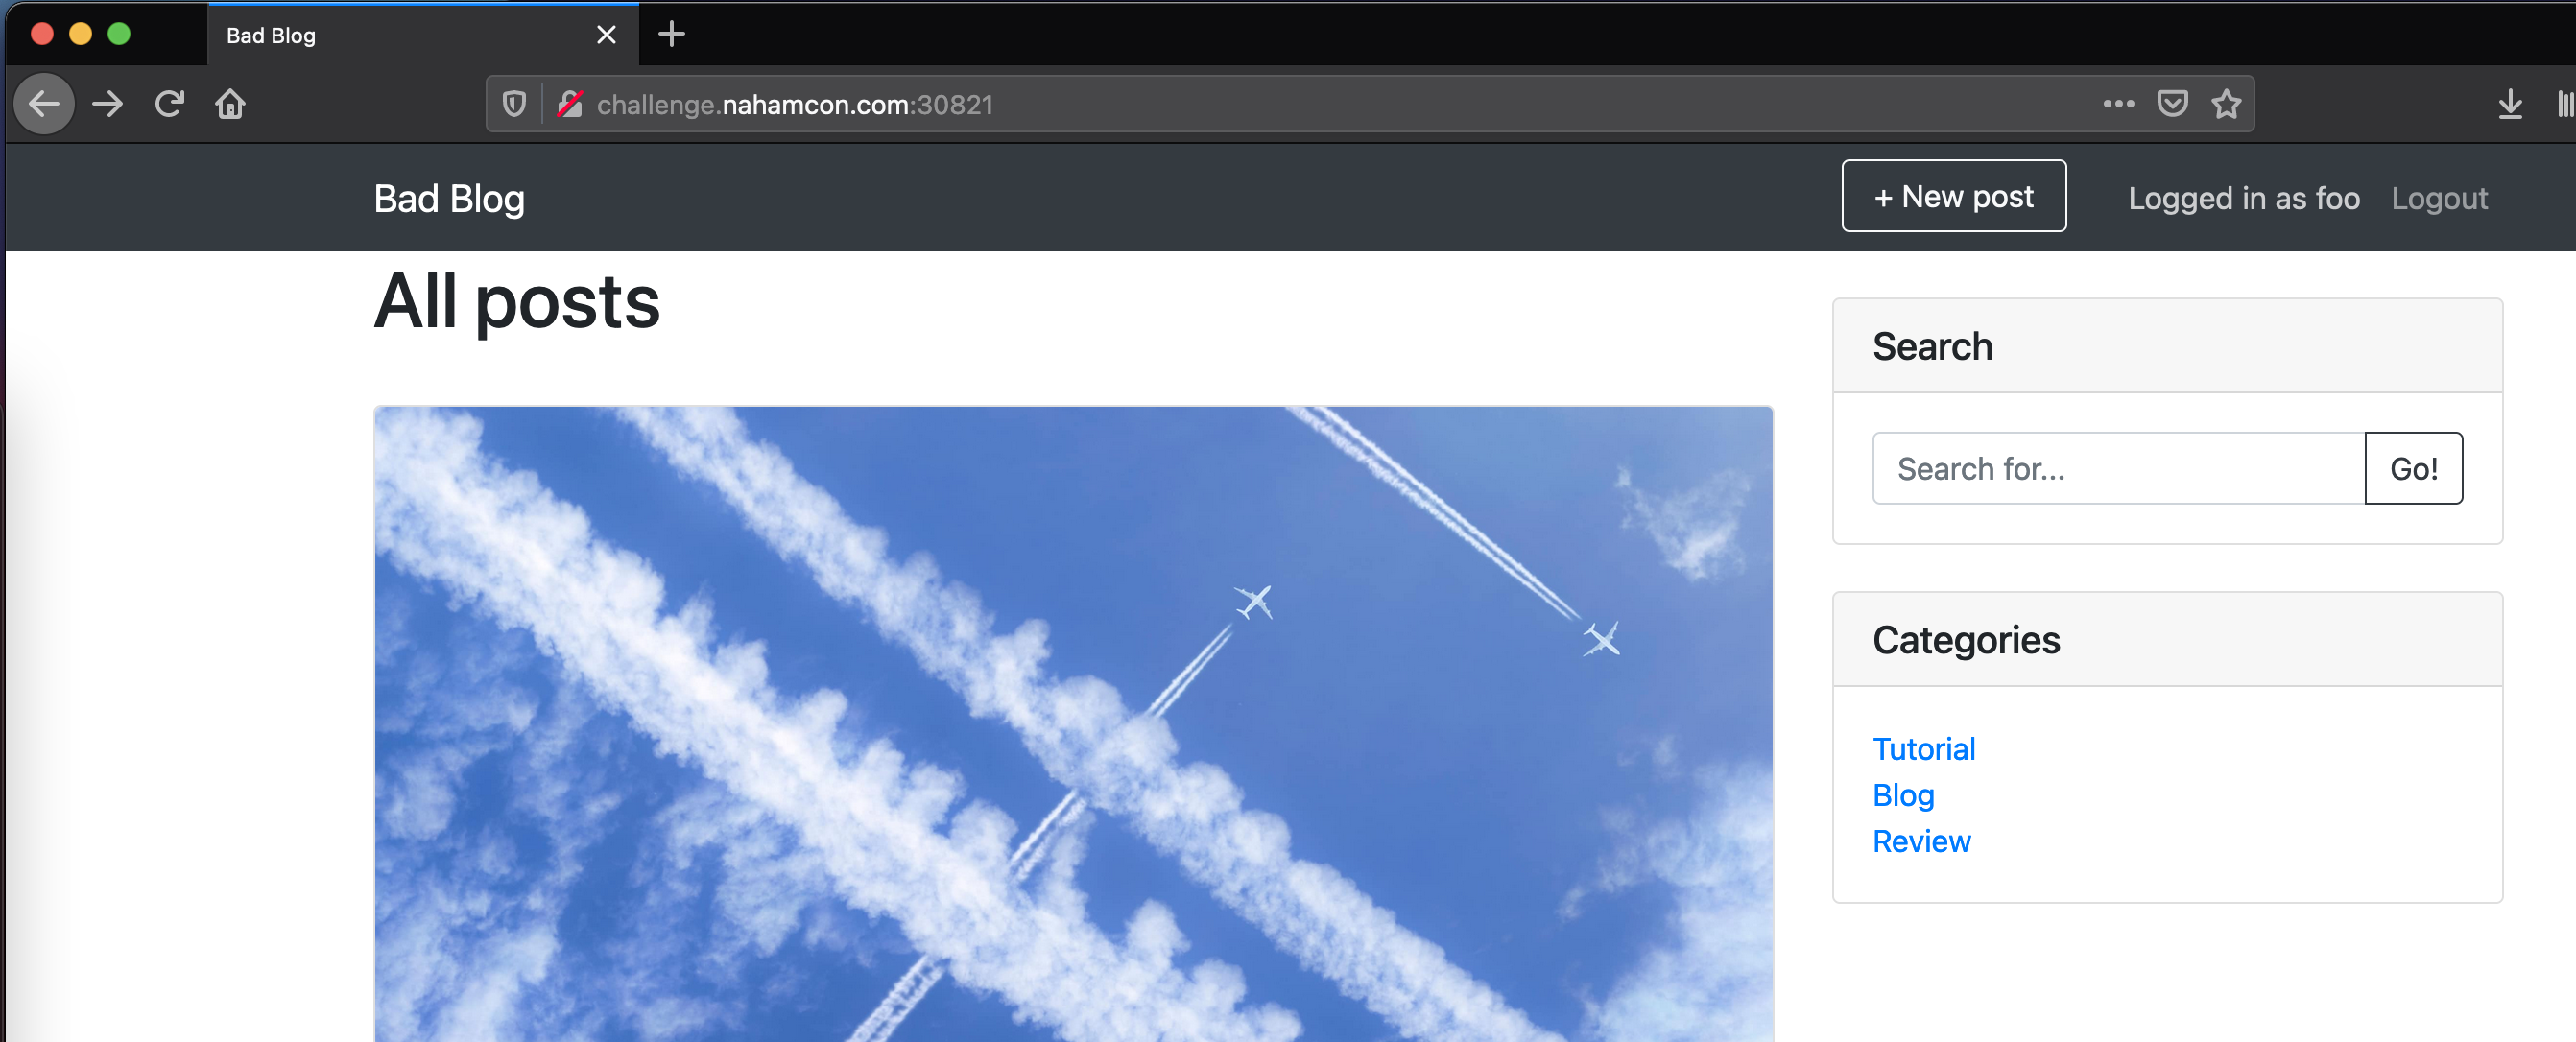 Bad Blog
challenge.nahamcon.com:30821
Bad Blog
+ New post
Logged in as foo
Logout
All posts
Search
Search for...
Go!
Categories
Tutorial
Blog
Review